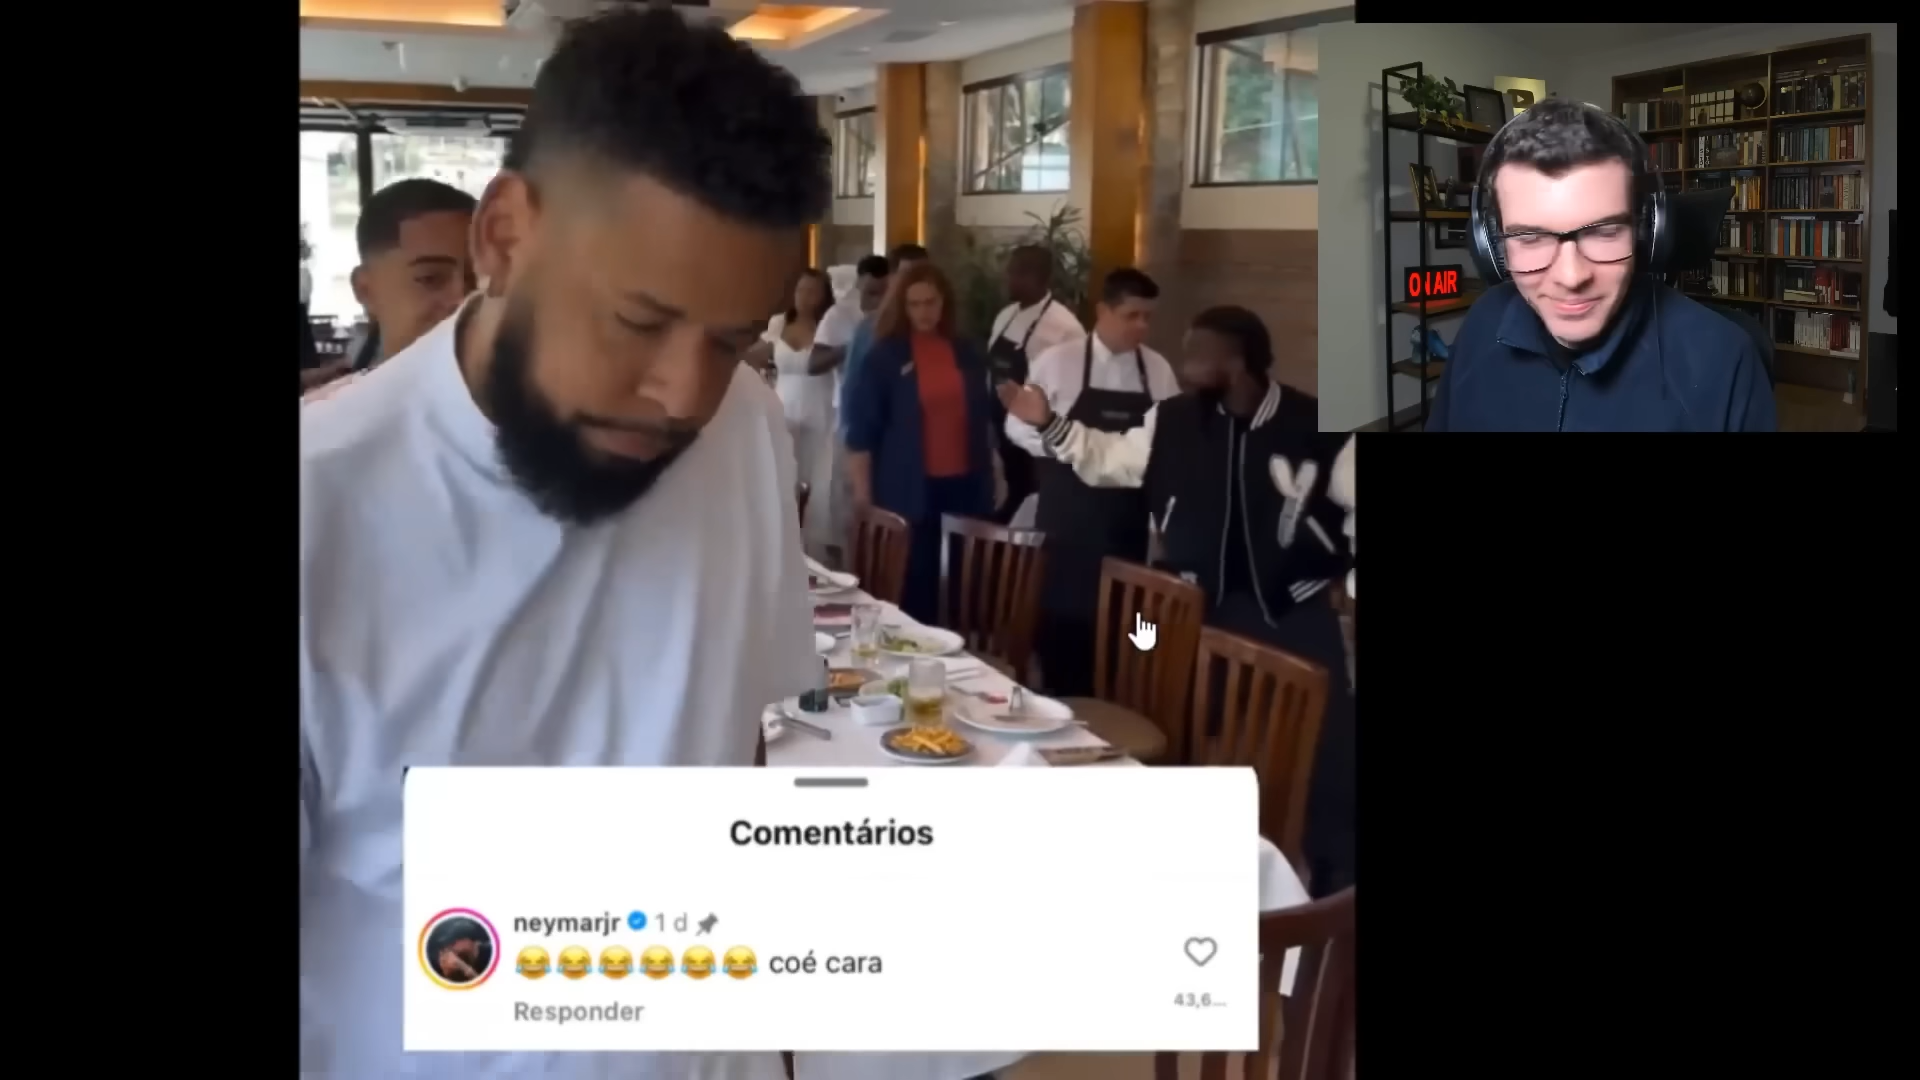 ON AIR
Comentários
neymarjr 1 d
😂😂😂😂😂😂 coé cara
43,6...
Responder